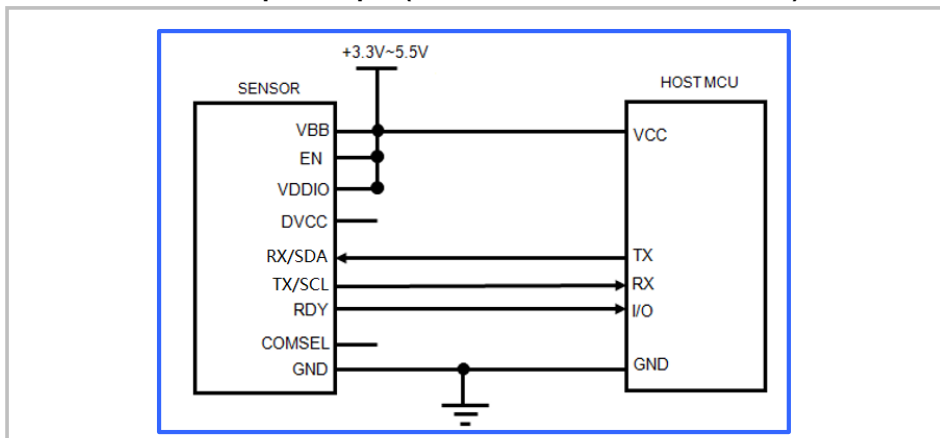 +3.3V~5.5V
SENSOR
HOST MCU
VBB
VCC
EN
VDDIO
DVCC
RX/SDA
TX
TX/SCL
RX
RDY
I/O
COMSEL
GND
GND